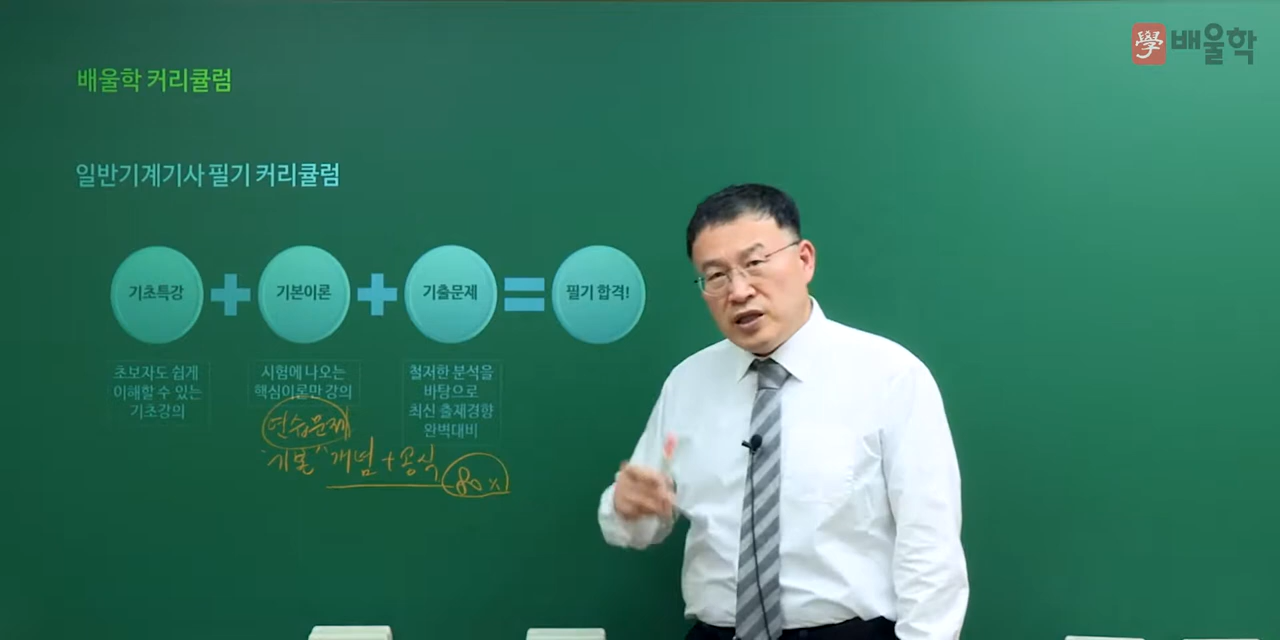 學 배울학
배울학 커리큘럼
일반기계기사 필기 커리큘럼
기초특강 + 기본이론 + 기출문제 = 필기 합격!
초보자도 쉽게
이해할 수 있는
기초강의
시험에 나오는
핵심이론만 강의
철저한 분석을
바탕으로
최신 출제경향
완벽대비
연습문제
기본 개념 + 공식 80%